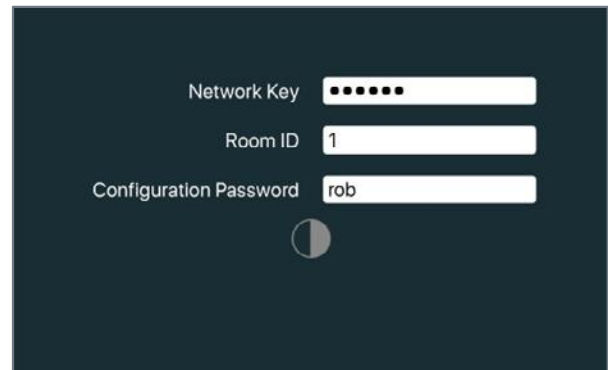 Network Key ●●●●●●
Room ID 1
Configuration Password rob